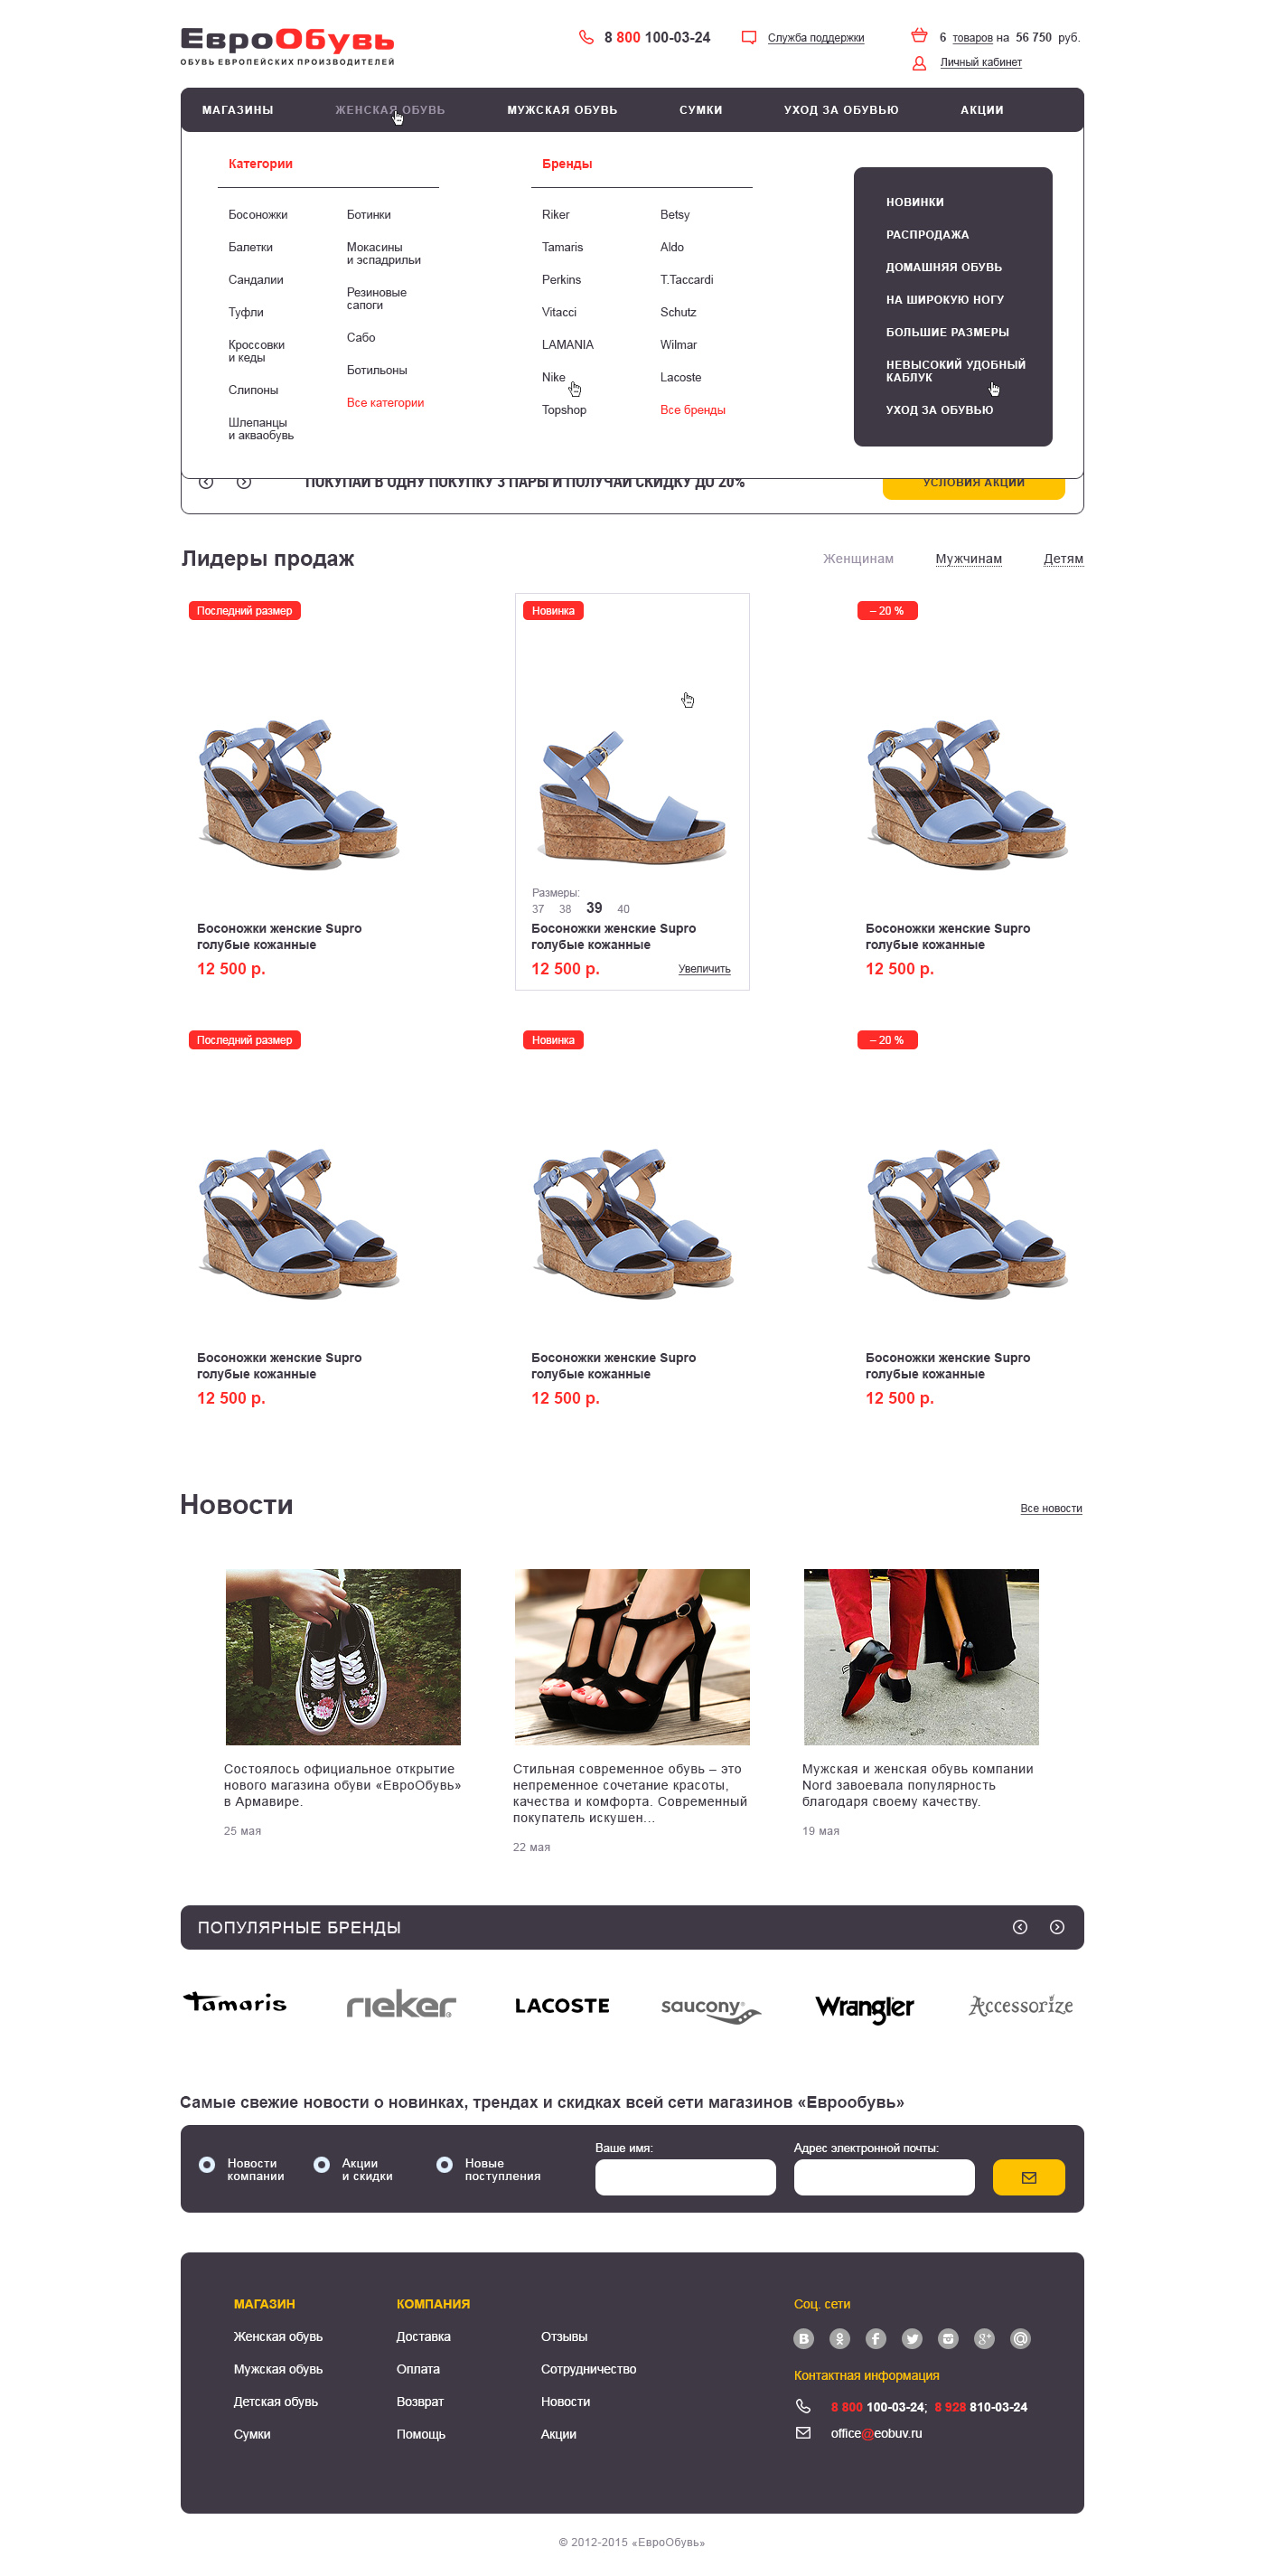 ЕвроОбувь
ОБУВЬ ЕВРОПЕЙСКИХ ПРОИЗВОДИТЕЛЕЙ
8 800 100-03-24
Служба поддержки
6 товаров на 56 750 руб.
Личный кабинет
МАГАЗИНЫ
ЖЕНСКАЯ ОБУВЬ
МУЖСКАЯ ОБУВЬ
СУМКИ
УХОД ЗА ОБУВЬЮ
АКЦИИ
Категории
Босоножки
Балетки
Сандалии
Туфли
Кроссовки
и кеды
Слипоны
Шлепанцы
и акваобувь
Ботинки
Мокасины
и эспадрильи
Резиновые
сапоги
Сабо
Ботильоны
Все категории
Бренды
Riker
Tamaris
Perkins
Vitacci
LAMANIA
Nike
Topshop
Betsy
Aldo
T.Taccardi
Schutz
Wilmar
Lacoste
Все бренды
НОВИНКИ
РАСПРОДАЖА
ДОМАШНЯЯ ОБУВЬ
НА ШИРОКУЮ НОГУ
БОЛЬШИЕ РАЗМЕРЫ
НЕВЫСОКИЙ УДОБНЫЙ
КАБЛУК
УХОД ЗА ОБУВЬЮ
ПОКУПАЙ В ОДНУ ПОКУПКУ 3 ПАРЫ И ПОЛУЧАЙ СКИДКУ ДО 20%
УСЛОВИЯ АКЦИИ
Лидеры продаж
Женщинам
Мужчинам
Детям
Последний размер
Новинка
– 20 %
Размеры:
37 38 39 40
Босоножки женские Supro
голубые кожанные
12 500 р.
Босоножки женские Supro
голубые кожанные
12 500 р.
Увеличить
Босоножки женские Supro
голубые кожанные
12 500 р.
Последний размер
Новинка
– 20 %
Босоножки женские Supro
голубые кожанные
12 500 р.
Босоножки женские Supro
голубые кожанные
12 500 р.
Босоножки женские Supro
голубые кожанные
12 500 р.
Новости
Все новости
Состоялось официальное открытие
нового магазина обуви «ЕвроОбувь»
в Армавире.
25 мая
Стильная современное обувь – это
непременное сочетание красоты,
качества и комфорта. Современный
покупатель искушен...
22 мая
Мужская и женская обувь компании
Nord завоевала популярность
благодаря своему качеству.
19 мая
ПОПУЛЯРНЫЕ БРЕНДЫ
Tamaris
rieker®
LACOSTE
saucony®
Wrangler
Accessorize
Самые свежие новости о новинках, трендах и скидках всей сети магазинов «Еврообувь»
Новости
компании
Акции
и скидки
Новые
поступления
Ваше имя:
Адрес электронной почты:
МАГАЗИН
Женская обувь
Мужская обувь
Детская обувь
Сумки
КОМПАНИЯ
Доставка
Оплата
Возврат
Помощь
Отзывы
Сотрудничество
Новости
Акции
Соц. сети
Контактная информация
8 800 100-03-24; 8 928 810-03-24
office@eobuv.ru
© 2012-2015 «ЕвроОбувь»